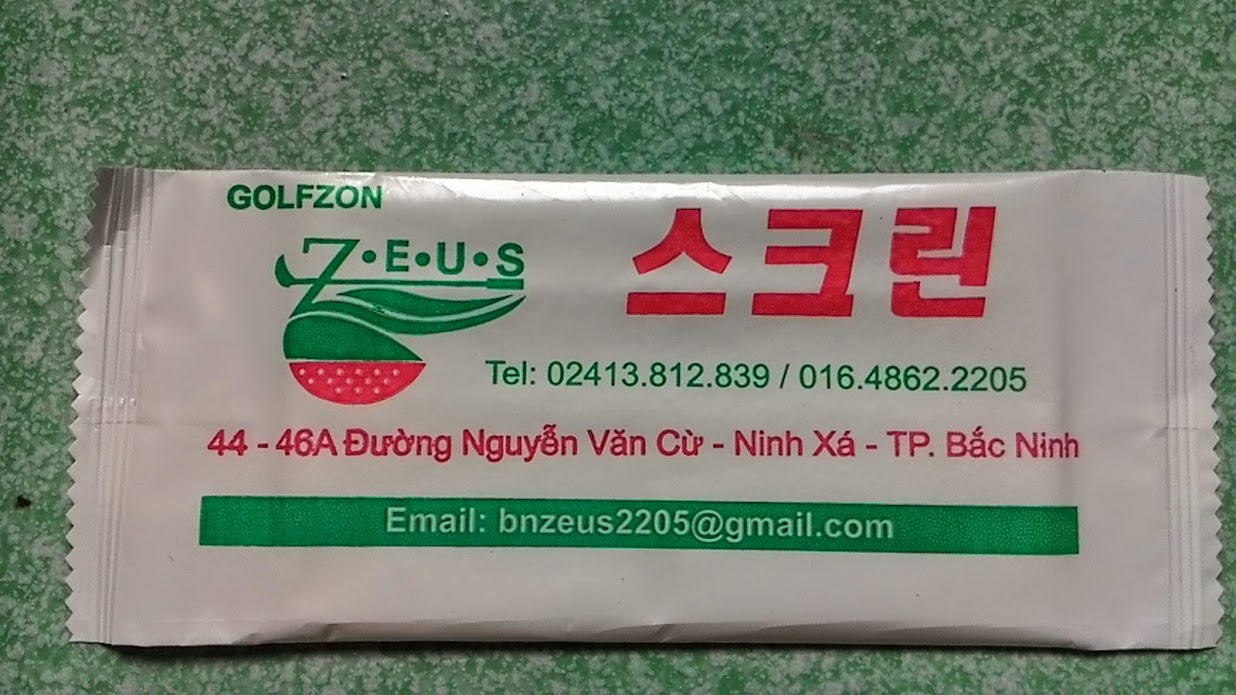 GOLFZON
Z•E•U•S
스크린
Tel: 02413.812.839 / 016.4862.2205
44 - 46A Đường Nguyễn Văn Cừ - Ninh Xá - TP. Bắc Ninh
Email: bnzeus2205@gmail.com